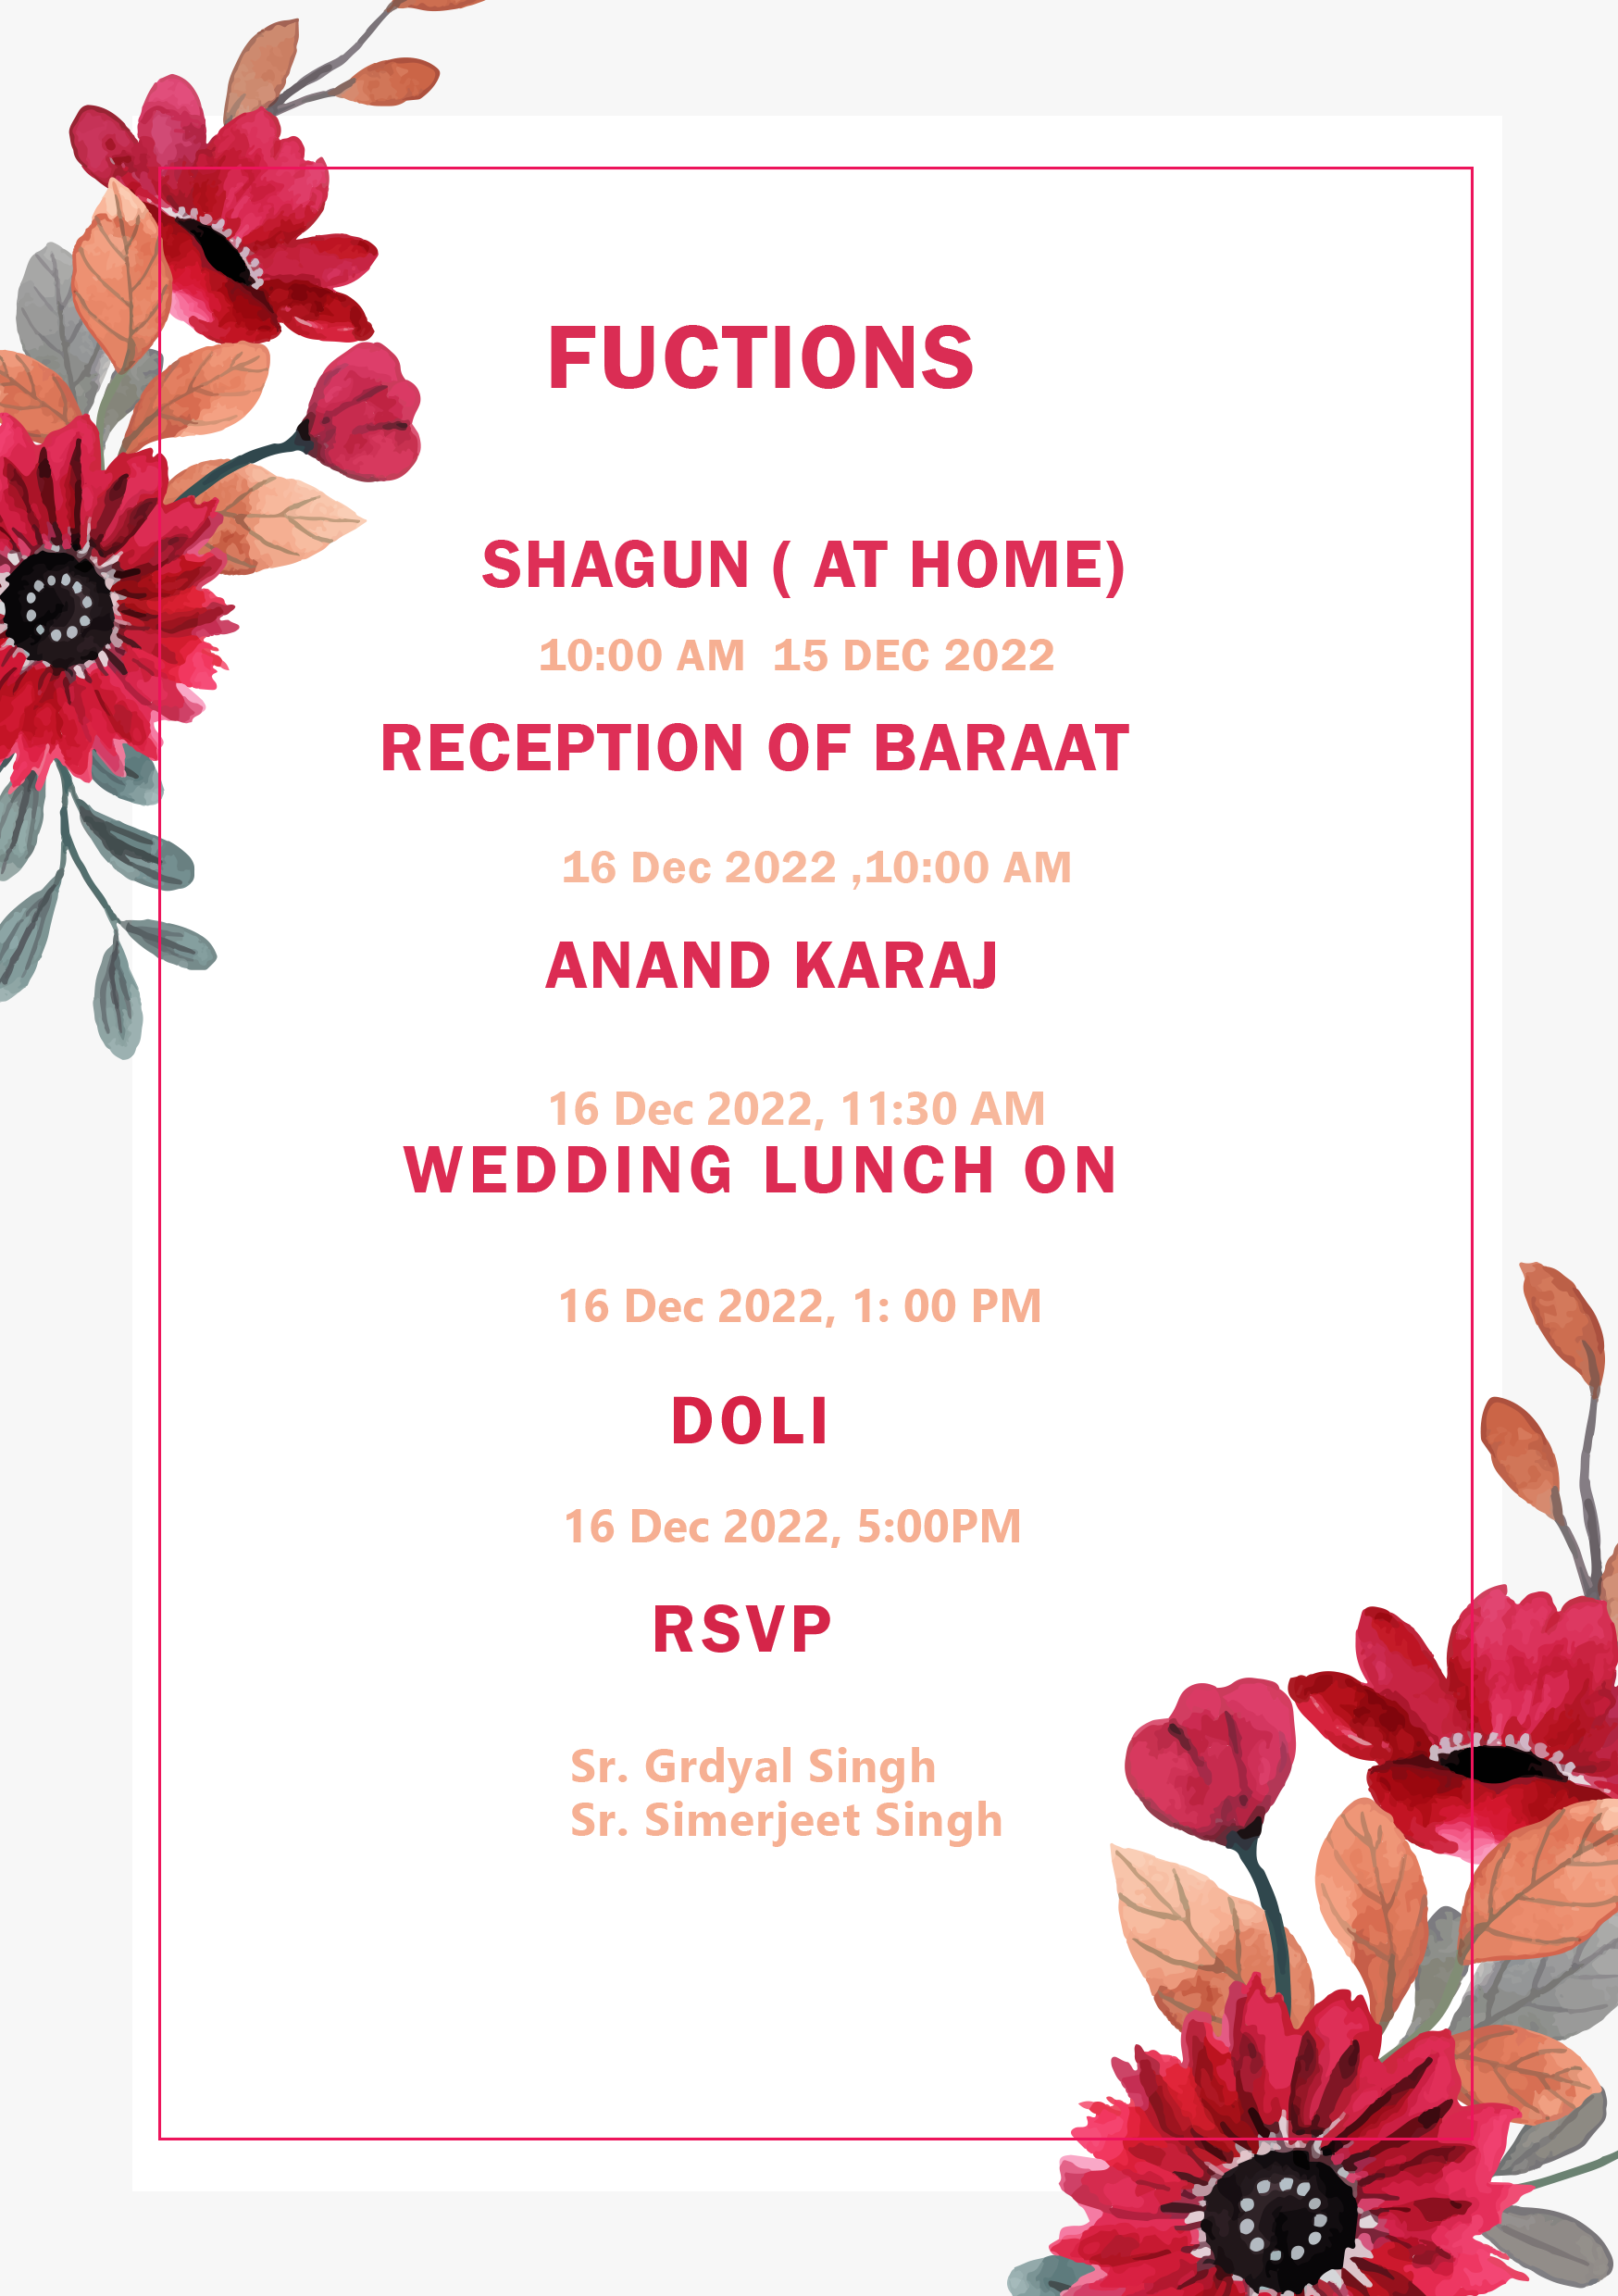 FUCTIONS
SHAGUN ( AT HOME)
10:00 AM  15 DEC 2022
RECEPTION OF BARAAT
16 Dec 2022 ,10:00 AM
ANAND KARAJ
16 Dec 2022, 11:30 AM
WEDDING LUNCH ON
16 Dec 2022, 1: 00 PM
DOLI
16 Dec 2022, 5:00PM
RSVP
Sr. Grdyal Singh
Sr. Simerjeet Singh